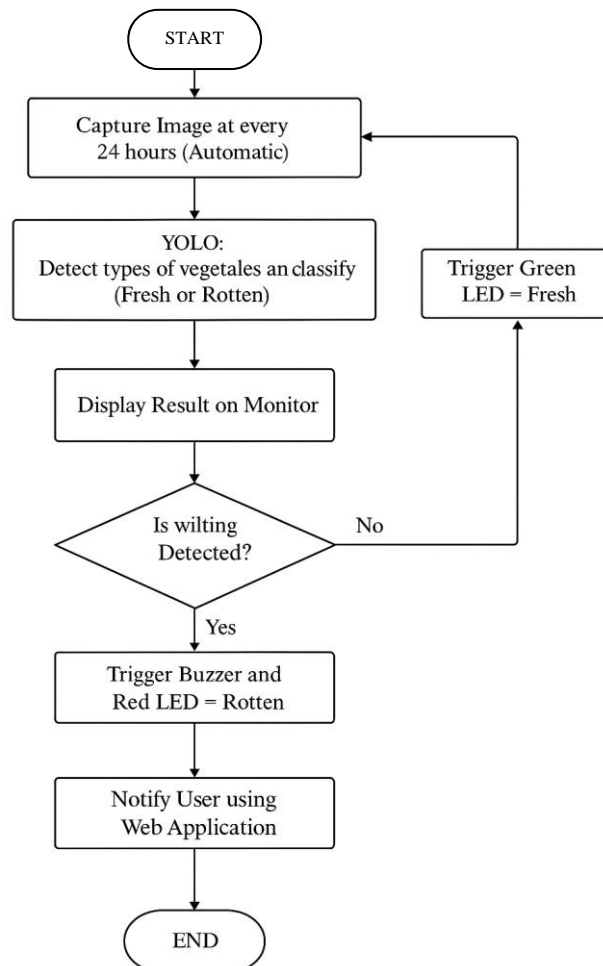 START
Capture Image at every
24 hours (Automatic)
YOLO:
Detect types of vegetales an classify
(Fresh or Rotten)
Trigger Green
LED = Fresh
Display Result on Monitor
Is wilting
Detected?
No
Yes
Trigger Buzzer and
Red LED = Rotten
Notify User using
Web Application
END